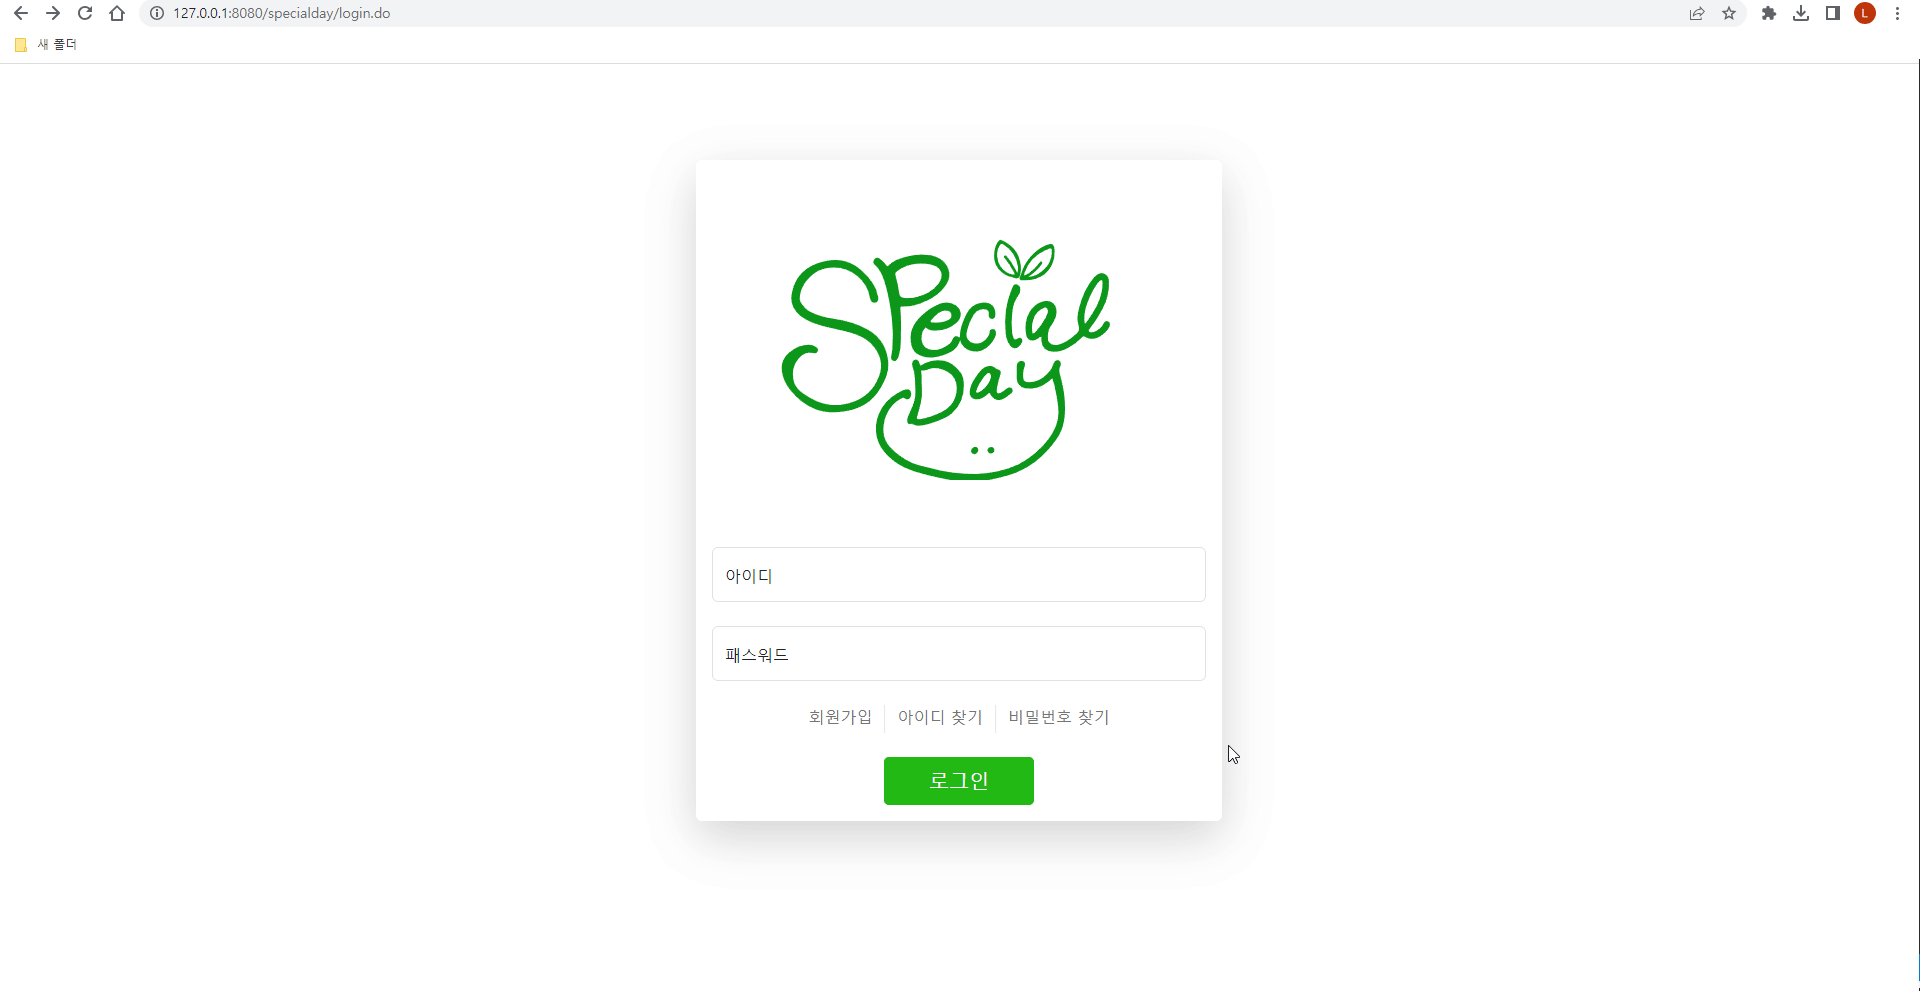 127.0.0.1:8080/specialday/login.do
L
새 폴더
Special
Day
아이디
패스워드
회원가입 아이디 찾기 비밀번호 찾기
로그인